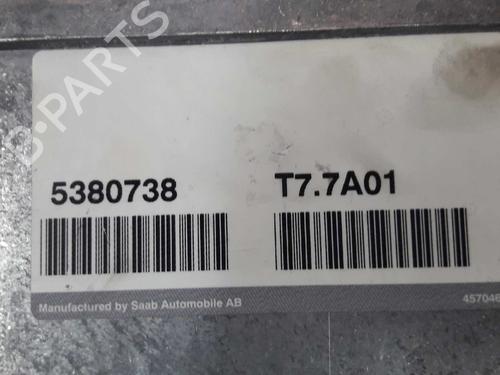 B-PARTS
5380738 T7.7A01
Manufactured by Saab Automobile AB 457046